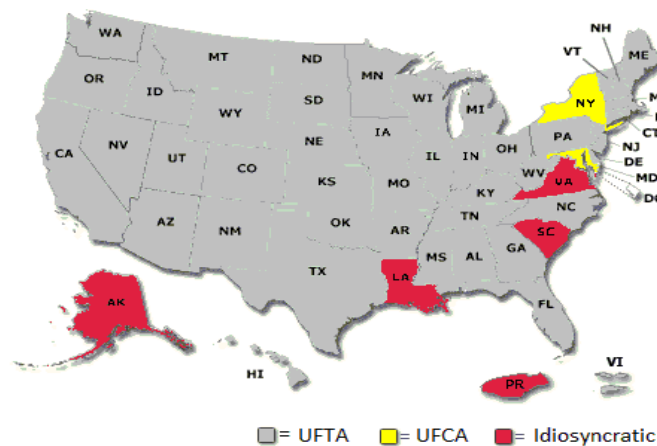 WA
NH
VT
ME
MT
ND
MN
OR
ID
WI
NY
SD
MI
WY
CT
IA
PA
NJ
NE
OH
NV
IL
IN
DE
CA
UT
CO
WV
VA
MD
KS
MO
KY
DC
NC
TN
OK
AR
SC
AZ
NM
MS
AL
GA
TX
LA
AK
FL
HI
PR
VI
= UFTA = UFCA = Idiosyncratic